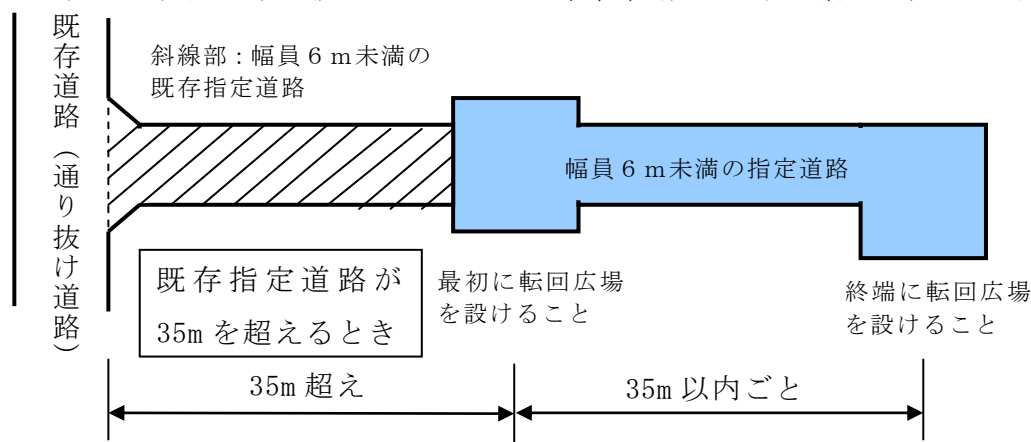 既存道路（通り抜け道路）
斜線部：幅員６ｍ未満の
既存指定道路
幅員６ｍ未満の指定道路
既存指定道路が
35m を超えるとき
最初に転回広場
を設けること
終端に転回広場
を設けること
35m 超え
35m 以内ごと